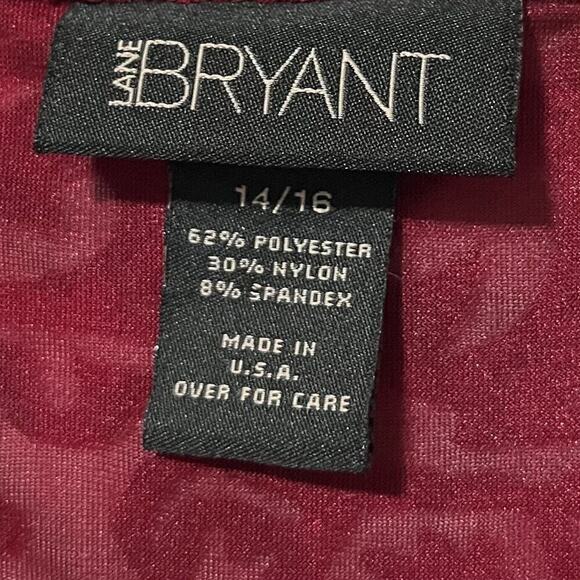 LANE BRYANT
14/16
62% POLYESTER
30% NYLON
8% SPANDEX
MADE IN
U.S.A.
OVER FOR CARE